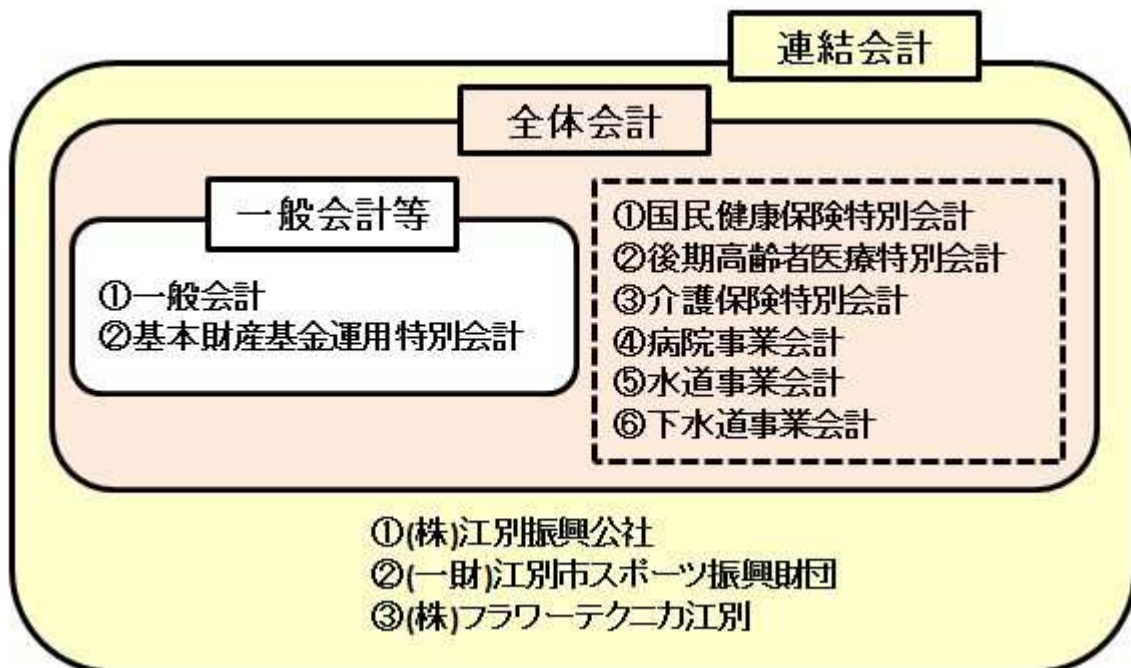 連結会計
全体会計
一般会計等
①一般会計
②基本財産基金運用特別会計
①国民健康保険特別会計
②後期高齢者医療特別会計
③介護保険特別会計
④病院事業会計
⑤水道事業会計
⑥下水道事業会計
①(株)江別振興公社
②(一財)江別市スポーツ振興財団
③(株)フラワーテクニカ江別